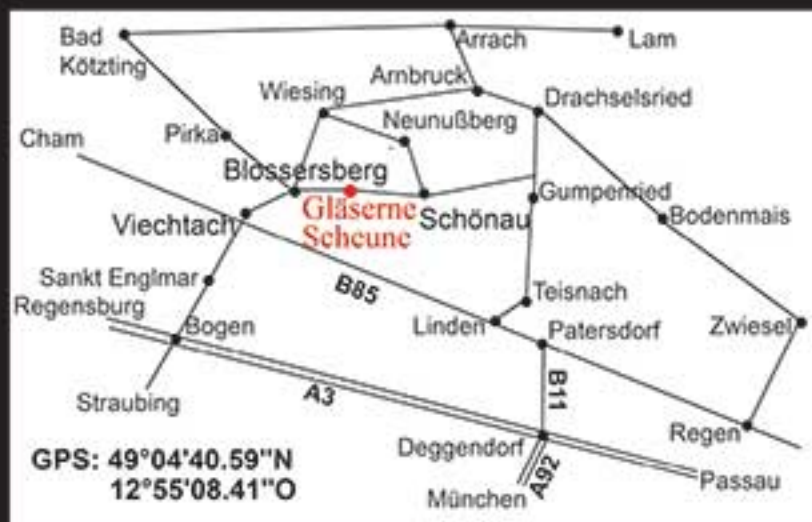 Bad
Kötzting
Arrach
Lam
Arnbruck
Wiesing
Drachselsried
Neunußberg
Cham
Pirka
Blossersberg
Gumpenried
Gläserne
Scheune
Schönau
Bodenmais
Viechtach
Sankt Englmar
Regensburg
B85
Teisnach
Bogen
Linden
Patersdorf
Zwiesel
A3
B11
Straubing
Deggendorf
Regen
GPS: 49°04'40.59"N
12°55'08.41"O
A92
Passau
München